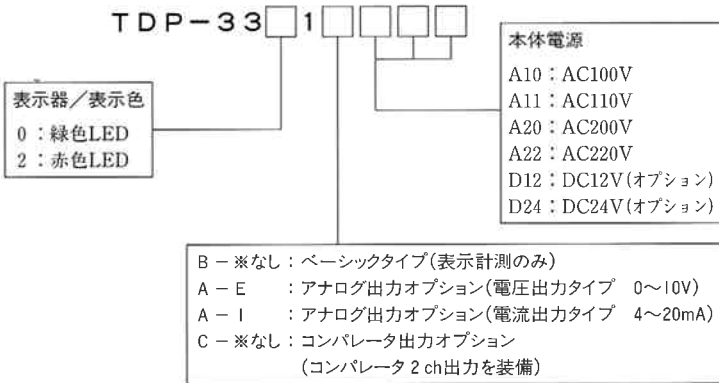 TDP-33□1□□□□
本体電源
A10：AC100V
A11：AC110V
A20：AC200V
A22：AC220V
D12：DC12V(オプション)
D24：DC24V(オプション)
表示器／表示色
0：緑色LED
2：赤色LED
B－※なし：ベーシックタイプ(表示計測のみ)
A－E：アナログ出力オプション(電圧出力タイプ 0〜10V)
A－I：アナログ出力オプション(電流出力タイプ 4〜20mA)
C－※なし：コンパレータ出力オプション
(コンパレータ2ch出力を装備)